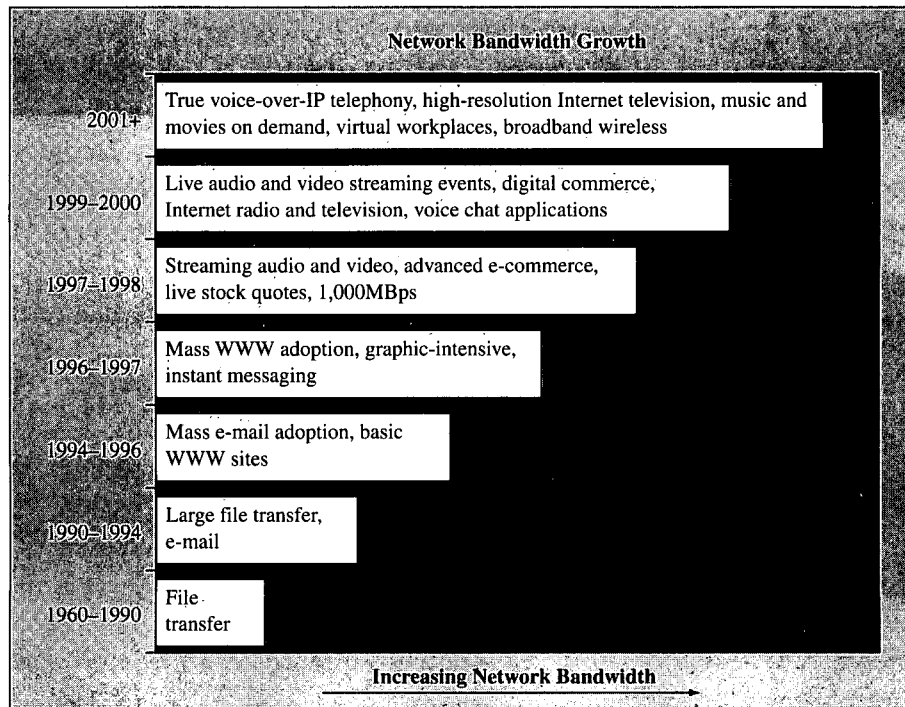 Network Bandwidth Growth
2001+
True voice-over-IP telephony, high-resolution Internet television, music and
movies on demand, virtual workplaces, broadband wireless
1999–2000
Live audio and video streaming events, digital commerce,
Internet radio and television, voice chat applications
1997–1998
Streaming audio and video, advanced e-commerce,
live stock quotes, 1,000MBps
1996–1997
Mass WWW adoption, graphic-intensive,
instant messaging
1994–1996
Mass e-mail adoption, basic
WWW sites
1990–1994
Large file transfer,
e-mail
1960–1990
File
transfer
Increasing Network Bandwidth